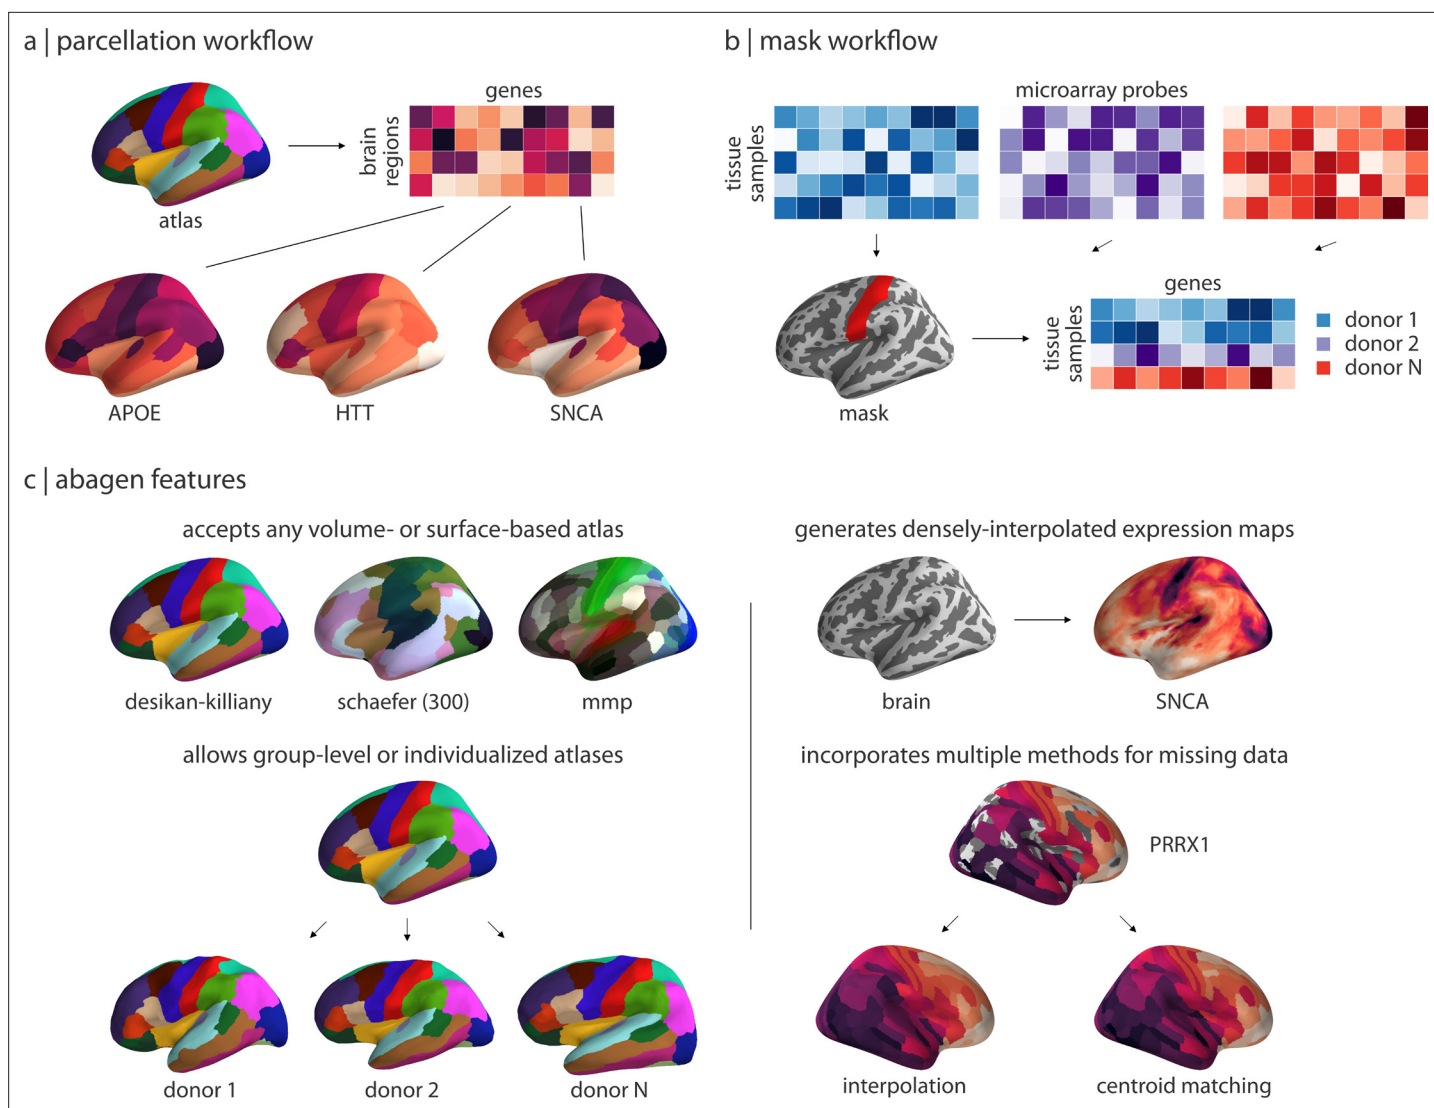 a | parcellation workflow
genes
brain
regions
atlas
APOE
HTT
SNCA
b | mask workflow
microarray probes
tissue
samples
genes
tissue
samples
donor 1
donor 2
donor N
mask
c | abagen features
accepts any volume- or surface-based atlas
desikan-killiany
schaefer (300)
mmp
allows group-level or individualized atlases
donor 1
donor 2
donor N
generates densely-interpolated expression maps
brain
SNCA
incorporates multiple methods for missing data
PRRX1
interpolation
centroid matching